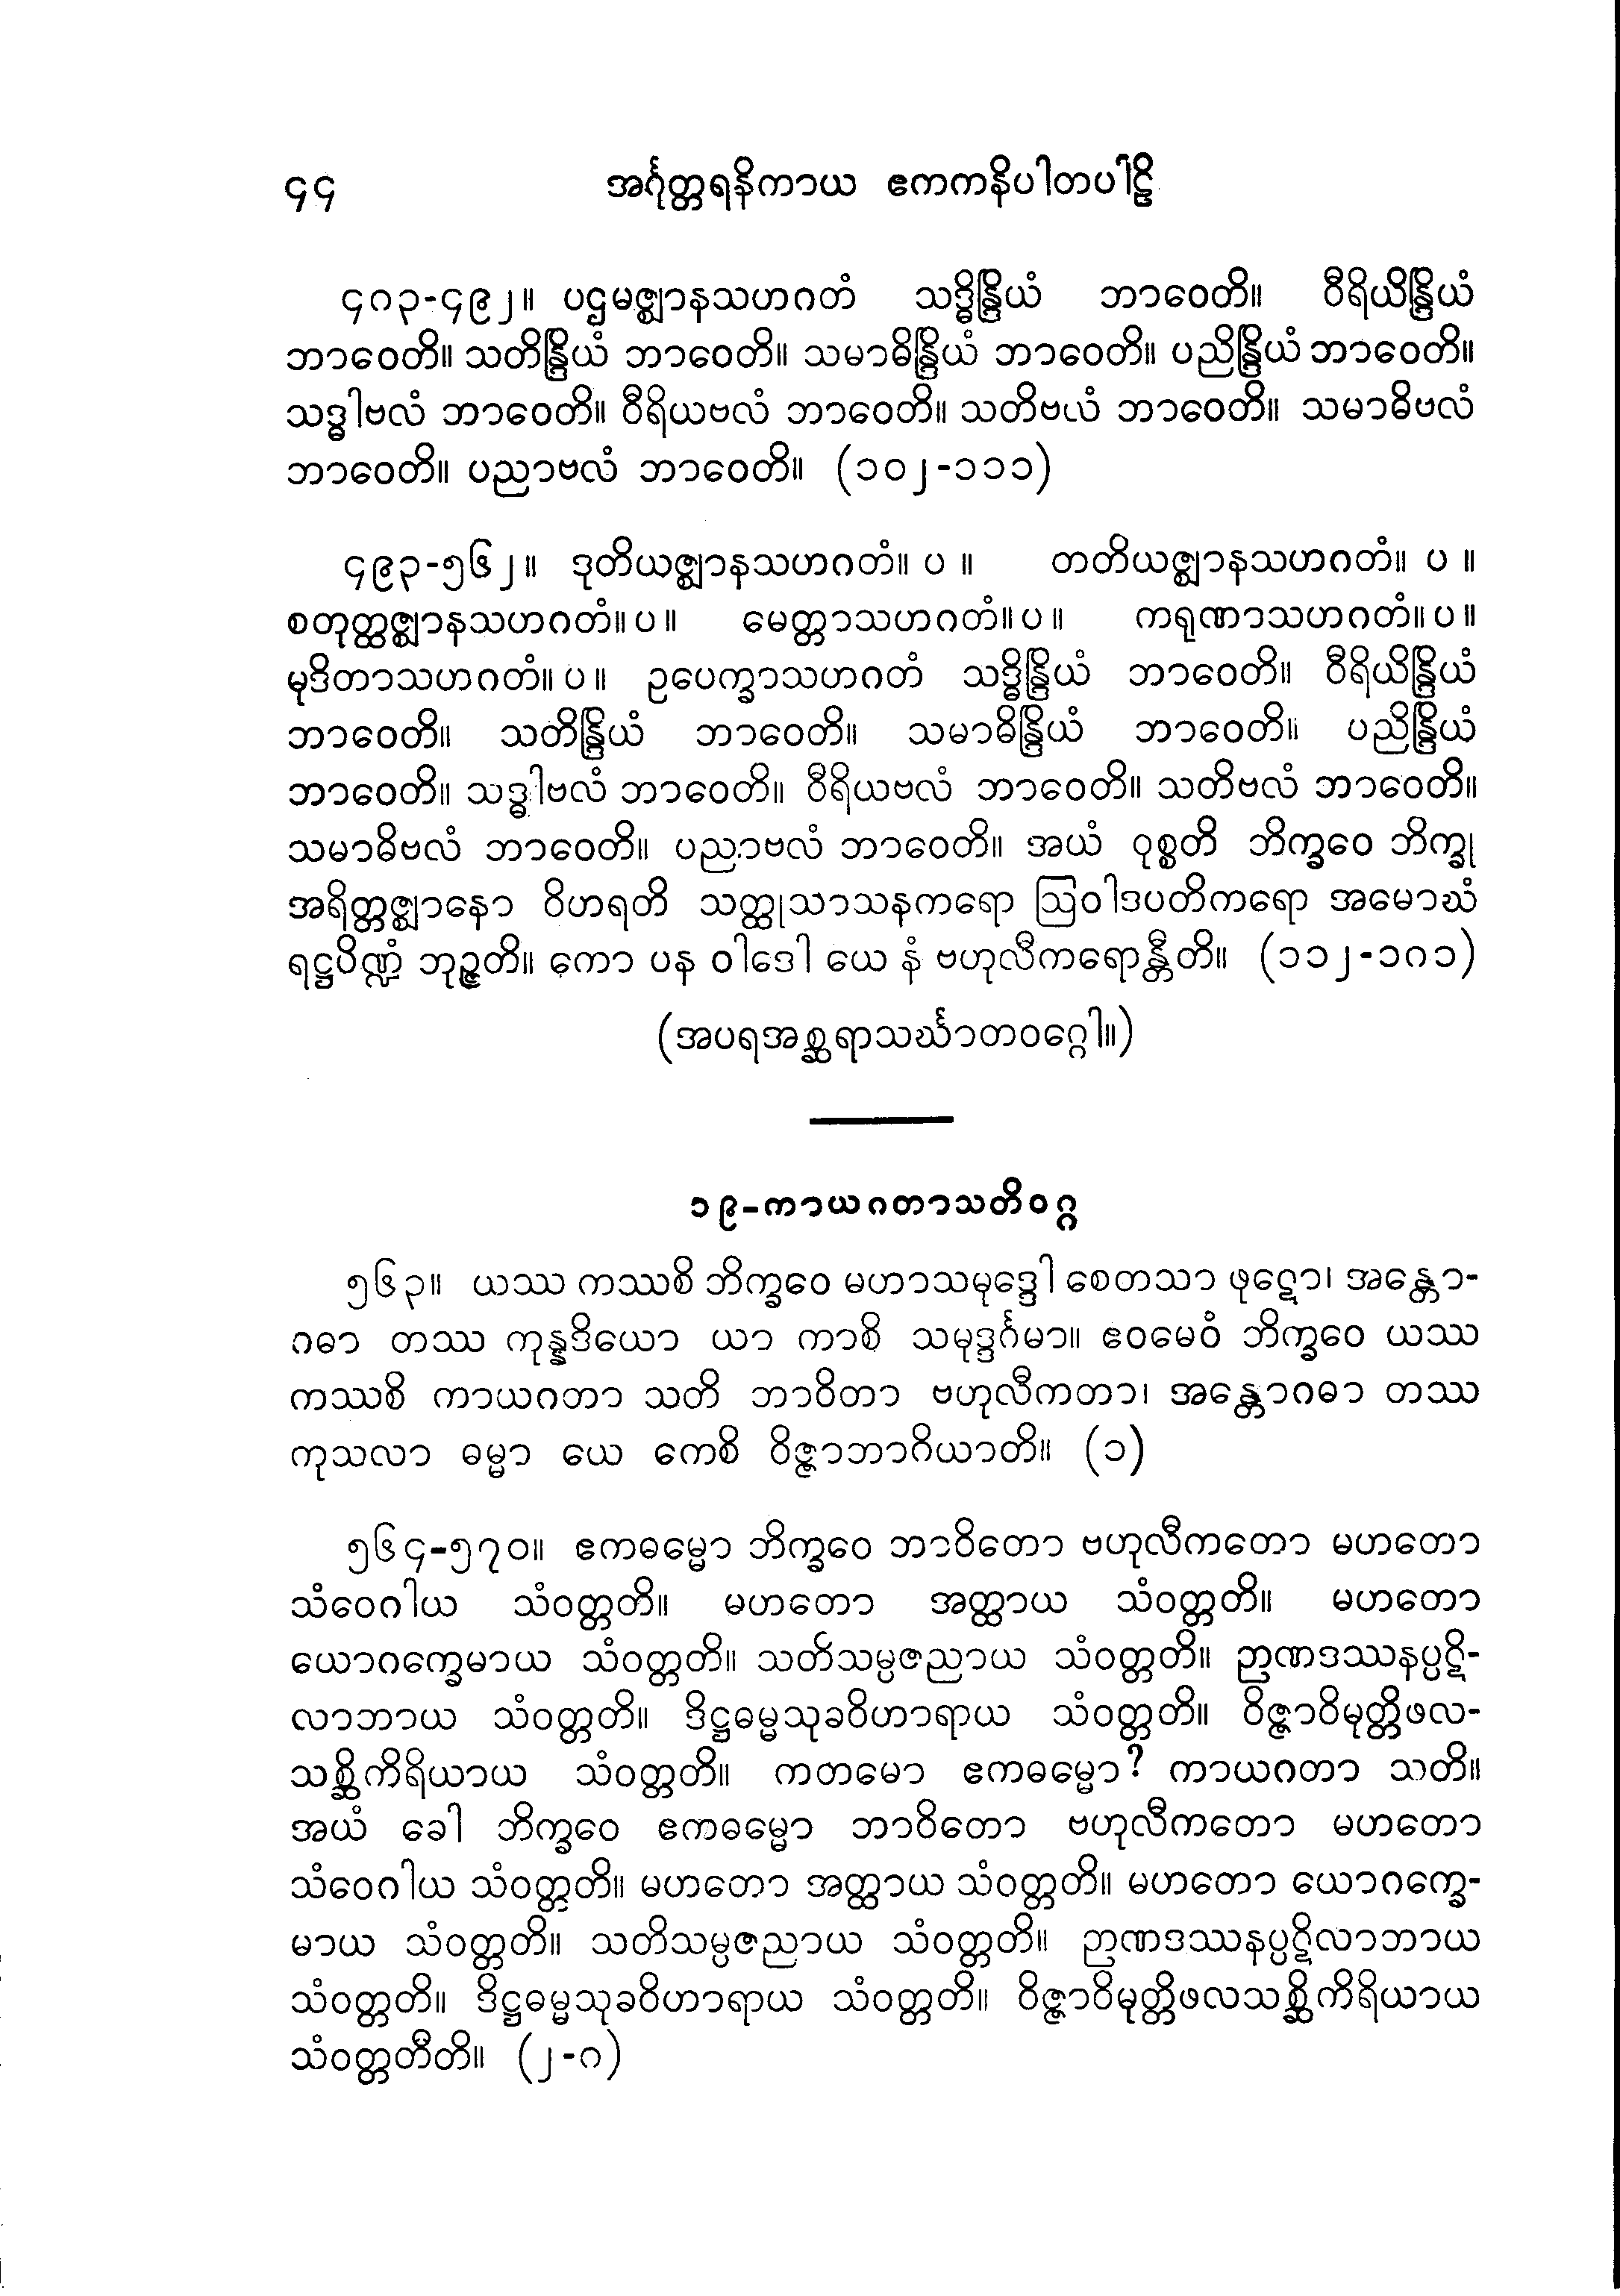 ၄၄ အင်္ဂုတ္တရနိကာယ ဧကကနိပါတပါဠိ
၄၈၃-၄၉၂။ ပဌမဇ္ဈာနသဟဂတံ သဒ္ဓိန္ဒြိယံ ဘာဝေတိ။ ဝီရိယိန္ဒြိယံ
ဘာဝေတိ။ သတိန္ဒြိယံ ဘာဝေတိ။ သမာဓိန္ဒြိယံ ဘာဝေတိ။ ပညိန္ဒြိယံ ဘာဝေတိ။
သဒ္ဓါဗလံ ဘာဝေတိ။ ဝီရိယဗလံ ဘာဝေတိ။ သတိဗလံ ဘာဝေတိ။ သမာဓိဗလံ
ဘာဝေတိ။ ပညာဗလံ ဘာဝေတိ။ (၁၀၂-၁၁၁)
၄၉၃-၅၆၂။ ဒုတိယဇ္ဈာနသဟဂတံ။ ပ ။ တတိယဇ္ဈာနသဟဂတံ။ ပ ။
စတုတ္ထဇ္ဈာနသဟဂတံ။ ပ ။ မေတ္တာသဟဂတံ။ ပ ။ ကရုဏာသဟဂတံ။ ပ ။
မုဒိတာသဟဂတံ။ ပ ။ ဥပေက္ခာသဟဂတံ သဒ္ဓိန္ဒြိယံ ဘာဝေတိ။ ဝီရိယိန္ဒြိယံ
ဘာဝေတိ။ သတိန္ဒြိယံ ဘာဝေတိ။ သမာဓိန္ဒြိယံ ဘာဝေတိ။ ပညိန္ဒြိယံ
ဘာဝေတိ။ သဒ္ဓါဗလံ ဘာဝေတိ။ ဝီရိယဗလံ ဘာဝေတိ။ သတိဗလံ ဘာဝေတိ။
သမာဓိဗလံ ဘာဝေတိ။ ပညာဗလံ ဘာဝေတိ။ အယံ ဝုစ္စတိ ဘိက္ခဝေ ဘိက္ခု
အရိတ္တဇ္ဈာနော ဝိဟရတိ သတ္ထုသာသနကရော ဩဝါဒပတိကရော အမောဃံ
ရဋ္ဌပိဏ္ဍံ ဘုဉ္ဇတိ။ ကော ပန ဝါဒေါ ယေ နံ ဗဟုလီကရောန္တီတိ။ (၁၁၂-၁၈၁)
(အပရအစ္ဆရာသင်္ဃာတဝဂ္ဂေါ။)
၁၉-ကာယဂတာသတိဝဂ္ဂ
၅၆၃။ ယဿ ကဿစိ ဘိက္ခဝေ မဟာသမုဒ္ဒေါ စေတသာ ဖုဋော၊ အန္တော-
ဂဓာ တဿ ကုန္နဒိယော ယာ ကာစိ သမုဒ္ဒင်္ဂမာ။ ဧဝမေဝံ ဘိက္ခဝေ ယဿ
ကဿစိ ကာယဂတာ သတိ ဘာဝိတာ ဗဟုလီကတာ၊ အန္တောဂဓာ တဿ
ကုသလာ ဓမ္မာ ယေ ကေစိ ဝိဇ္ဇာဘာဂိယာတိ။ (၁)
၅၆၄-၅၇၀။ ဧကဓမ္မော ဘိက္ခဝေ ဘာဝိတော ဗဟုလီကတော မဟတော
သံဝေဂါယ သံဝတ္တတိ။ မဟတော အတ္ထာယ သံဝတ္တတိ။ မဟတော
ယောဂက္ခေမာယ သံဝတ္တတိ။ သတိသမ္ပဇညာယ သံဝတ္တတိ။ ဉာဏဒဿနပ္ပဋိ-
လာဘာယ သံဝတ္တတိ။ ဒိဋ္ဌဓမ္မသုခဝိဟာရာယ သံဝတ္တတိ။ ဝိဇ္ဇာဝိမုတ္တိဖလ-
သစ္ဆိကိရိယာယ သံဝတ္တတိ။ ကတမော ဧကဓမ္မော? ကာယဂတာ သတိ။
အယံ ခေါ ဘိက္ခဝေ ဧကဓမ္မော ဘာဝိတော ဗဟုလီကတော မဟတော
သံဝေဂါယ သံဝတ္တတိ။ မဟတော အတ္ထာယ သံဝတ္တတိ။ မဟတော ယောဂက္ခေ-
မာယ သံဝတ္တတိ။ သတိသမ္ပဇညာယ သံဝတ္တတိ။ ဉာဏဒဿနပ္ပဋိလာဘာယ
သံဝတ္တတိ။ ဒိဋ္ဌဓမ္မသုခဝိဟာရာယ သံဝတ္တတိ။ ဝိဇ္ဇာဝိမုတ္တိဖလသစ္ဆိကိရိယာယ
သံဝတ္တတီတိ။ (၂-၈)